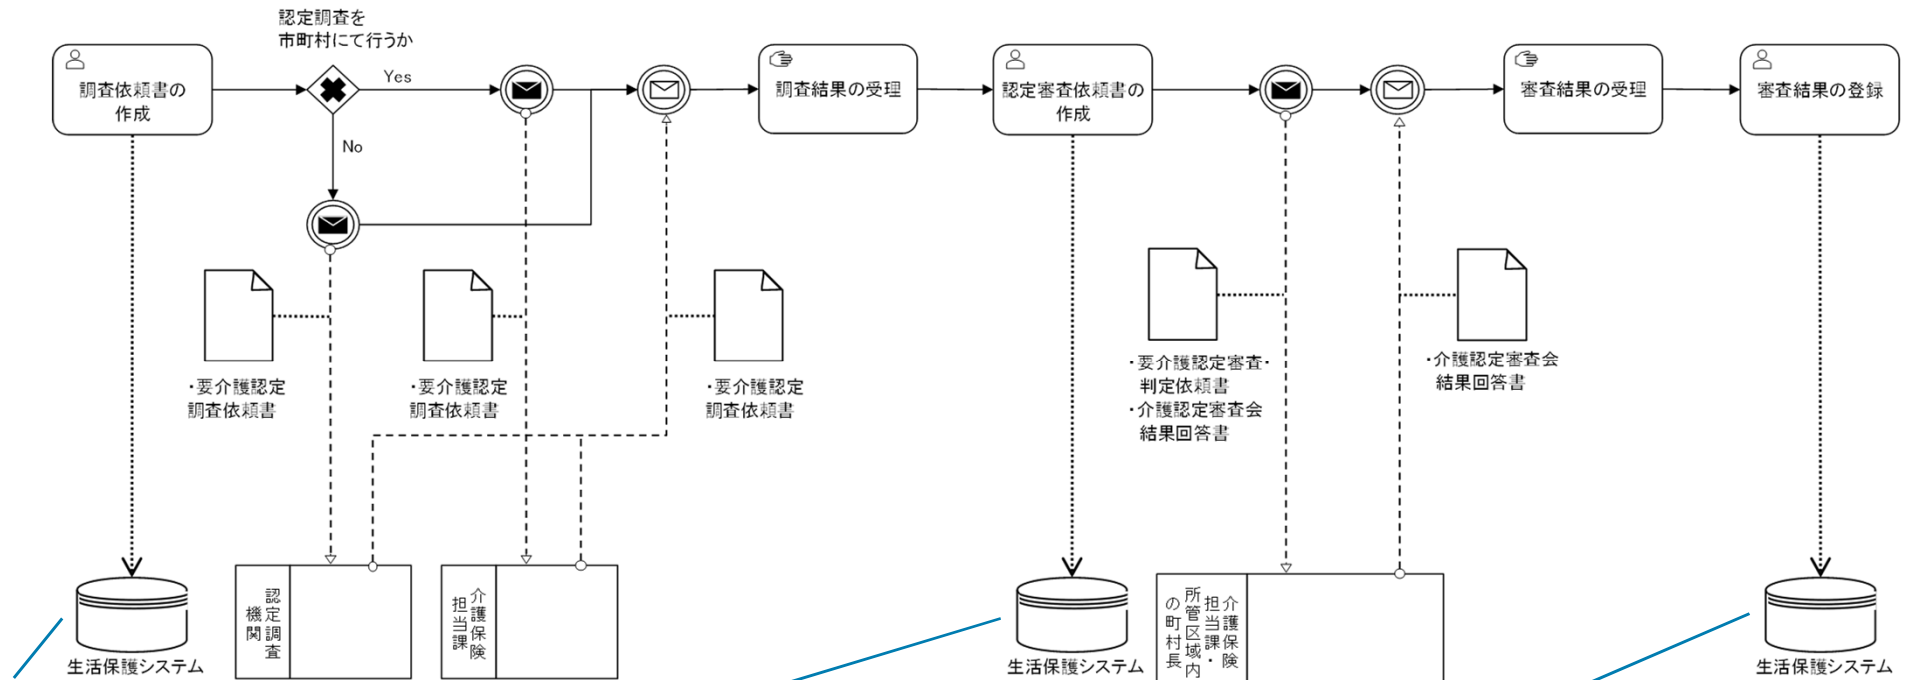 認定調査を
市町村にて行うか
調査依頼書の
作成
Yes
No
調査結果の受理
認定審査依頼書の
作成
審査結果の受理
審査結果の登録
・要介護認定
調査依頼書
・要介護認定
調査依頼書
・要介護認定
調査依頼書
・要介護認定審査・
判定依頼書
・介護認定審査会
結果回答書
・介護認定審査会
結果回答書
生活保護システム
認定調査
機関
介護保険
担当課
生活保護システム
介護保険
担当課・
所管区域内
の町村長
生活保護システム